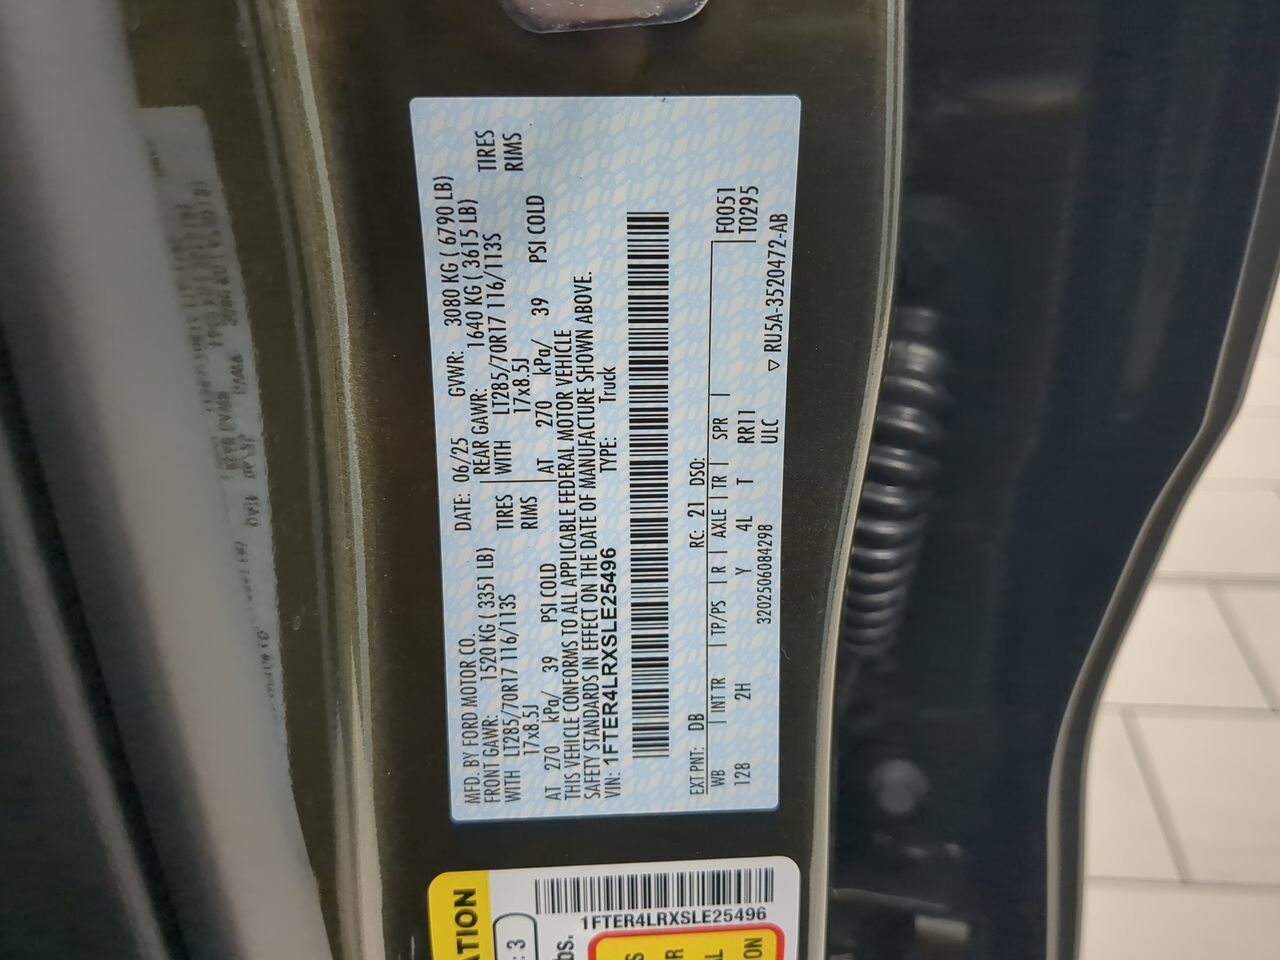 MFD. BY FORD MOTOR CO. DATE: 06/25 GVWR: 3080 KG ( 6790 LB)
FRONT GAWR: 1520 KG ( 3351 LB) REAR GAWR: 1640 KG ( 3615 LB)
WITH LT285/70R17 116/113S TIRES WITH LT285/70R17 116/113S TIRES
17x8.5J RIMS 17x8.5J RIMS
AT 270 kPa/ 39 PSI COLD AT 270 kPa/ 39 PSI COLD
THIS VEHICLE CONFORMS TO ALL APPLICABLE FEDERAL MOTOR VEHICLE
SAFETY STANDARDS IN EFFECT ON THE DATE OF MANUFACTURE SHOWN ABOVE.
VIN: 1FTER4LRXSLE25496 TYPE: Truck
F0051
EXT PNT: DB RC: 21 DSO: T0295
WB INT TR TP/PS R AXLE TR SPR
128 2H Y 4L T RR11
3202506084298 ULC ▽ RU5A-3520472-AB
ATION
: 3
bs.
1FTER4LRXSLE25496
S
R
AL
ON